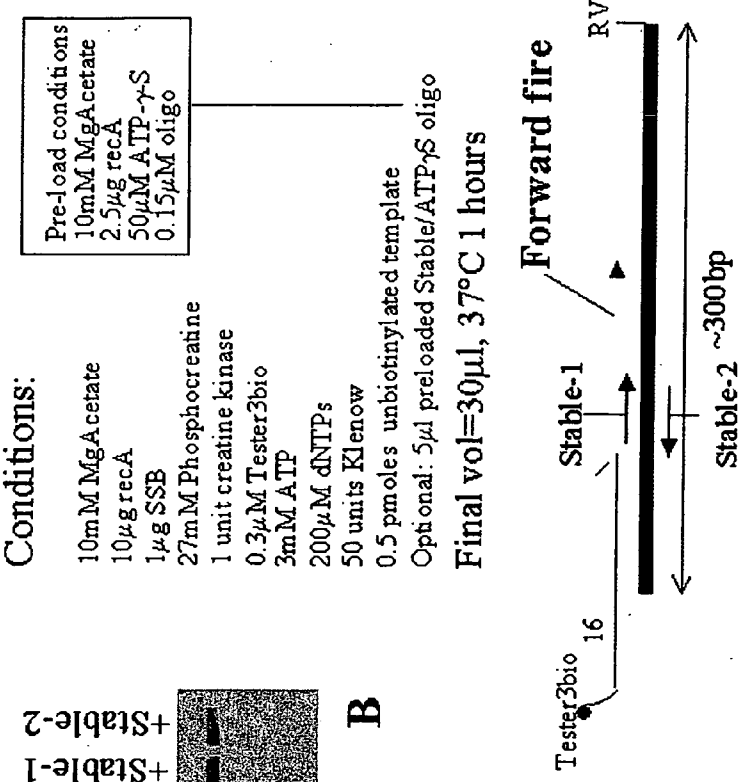 Conditions:
10mM MgAcetate
10μg recA
1μg SSB
27mM Phosphocreatine
1 unit creatine kinase
0.3μM Tester3bio
3mM ATP
200μM dNTPs
50 units Klenow
0.5 pmoles unbiotinylated template
Optional: 5μl preloaded Stable/ATPγS oligo
Final vol=30μl, 37°C 1 hours
Pre-load conditions
10mM MgAcetate
2.5μg recA
50μM ATP-γ-S
0.15μM oligo
+Stable-1
+Stable-2
B
Tester3bio
16
Stable-1
Forward fire
RV
Stable-2
~300bp